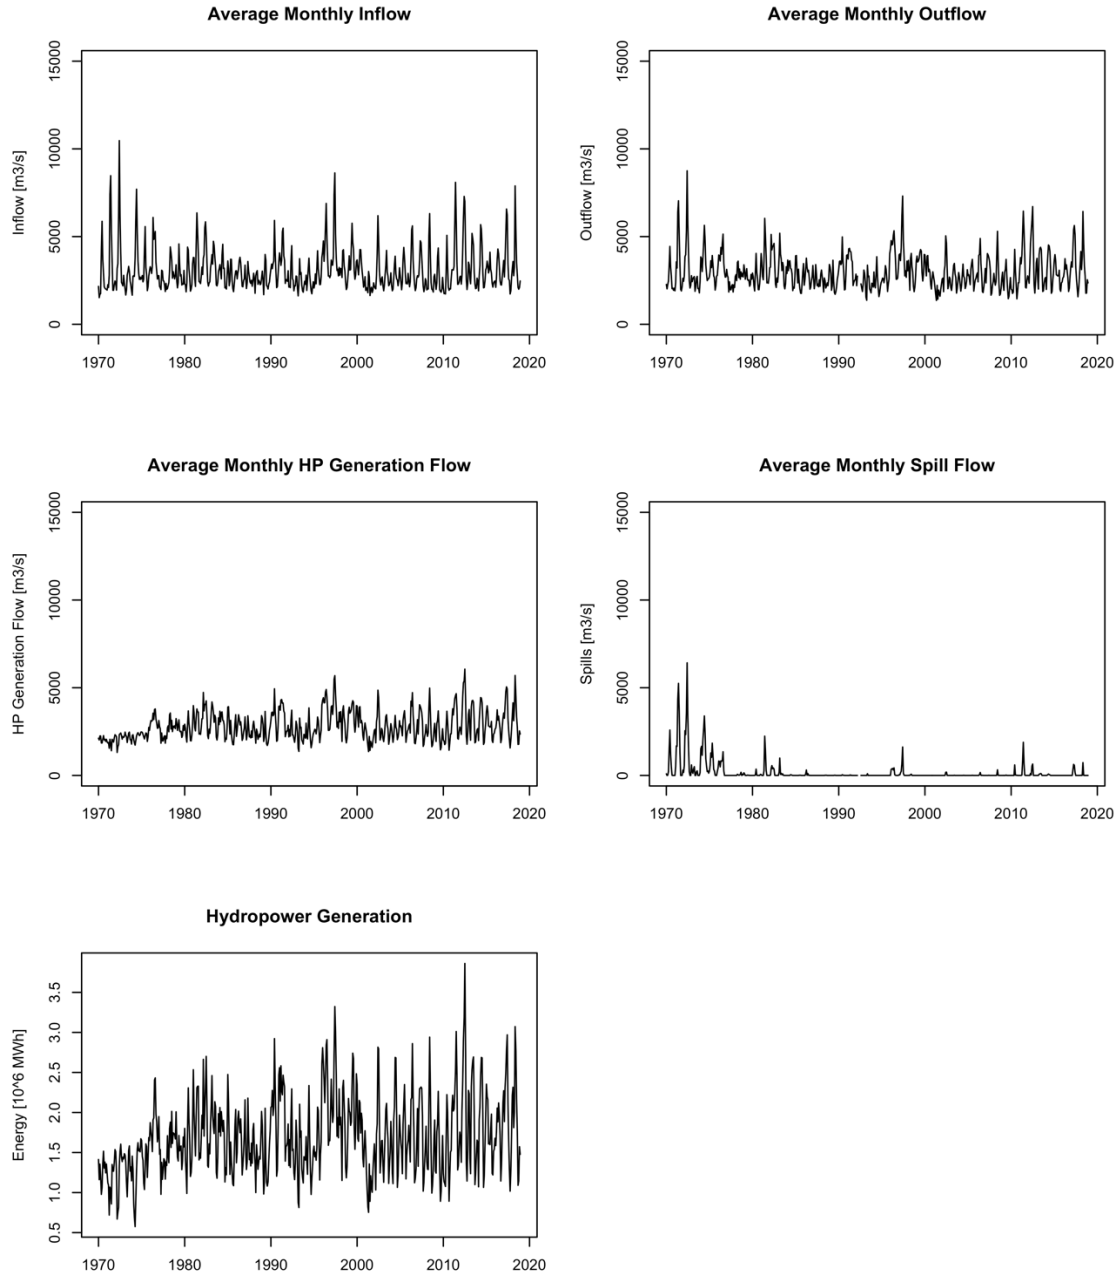 Average Monthly Inflow
Inflow [m3/s]
15000
10000
5000
0
1970 1980 1990 2000 2010 2020
Average Monthly Outflow
Outflow [m3/s]
15000
10000
5000
0
1970 1980 1990 2000 2010 2020
Average Monthly HP Generation Flow
HP Generation Flow [m3/s]
15000
10000
5000
0
1970 1980 1990 2000 2010 2020
Average Monthly Spill Flow
Spills [m3/s]
15000
10000
5000
0
1970 1980 1990 2000 2010 2020
Hydropower Generation
Energy [10^6 MWh]
3.5
3.0
2.5
2.0
1.5
1.0
0.5
1970 1980 1990 2000 2010 2020